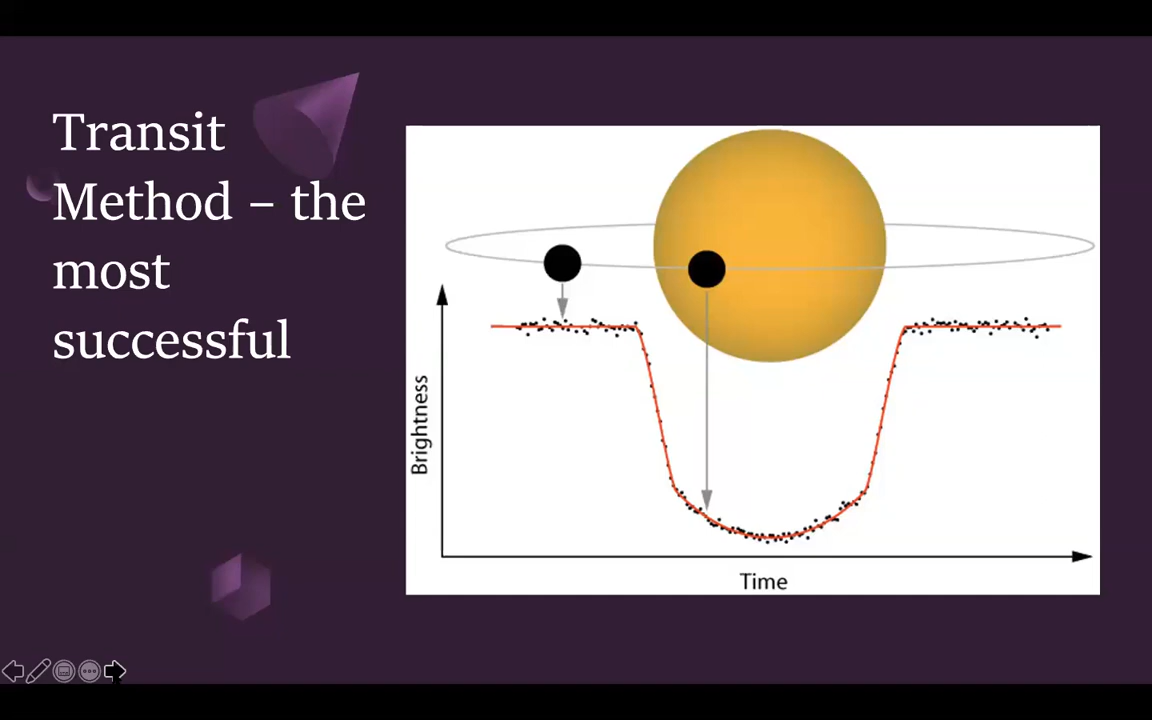 Transit
Method – the
most
successful
Brightness
Time